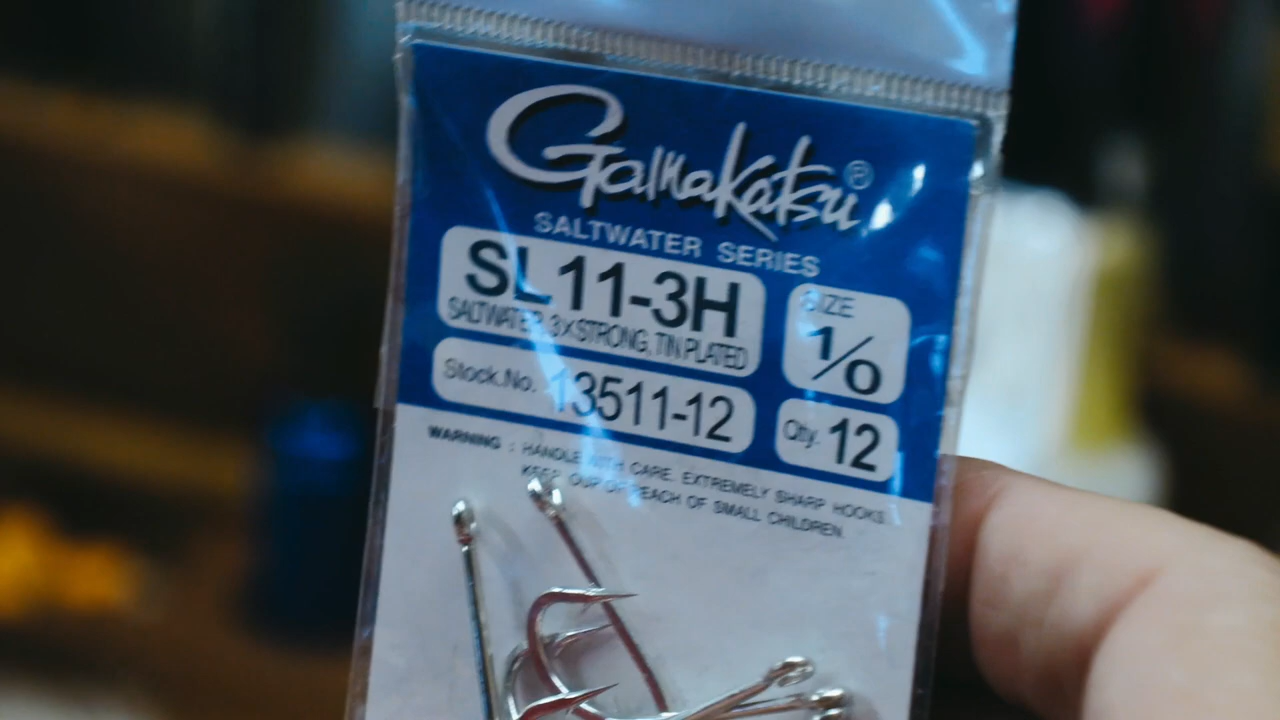 Gamakatsu®
SALTWATER SERIES
SL11-3H
SALTWATER, 3×STRONG, TIN PLATED
SIZE
1/0
Stock.No. 13511-12
Qty. 12
WARNING : HANDLE WITH CARE. EXTREMELY SHARP HOOKS
KEEP OUT OF REACH OF SMALL CHILDREN.